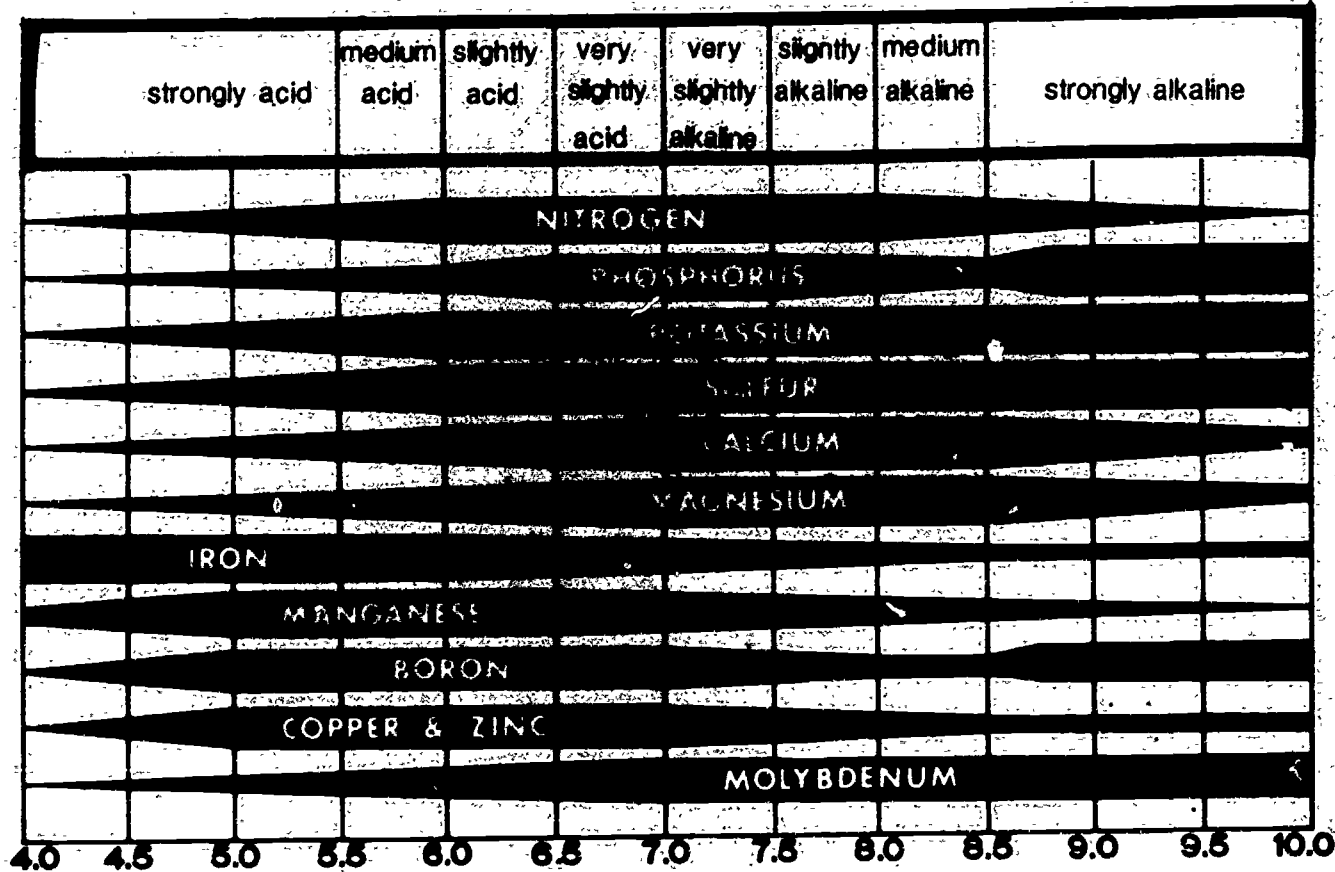 strongly acid
medium
acid
slightly
acid
very
slightly
acid
very
slightly
alkaline
slightly
alkaline
medium
alkaline
strongly alkaline
NITROGEN
PHOSPHORUS
POTASSIUM
SULFUR
CALCIUM
MAGNESIUM
IRON
MANGANESE
BORON
COPPER & ZINC
MOLYBDENUM
4.0 4.5 5.0 5.5 6.0 6.5 7.0 7.5 8.0 8.5 9.0 9.5 10.0